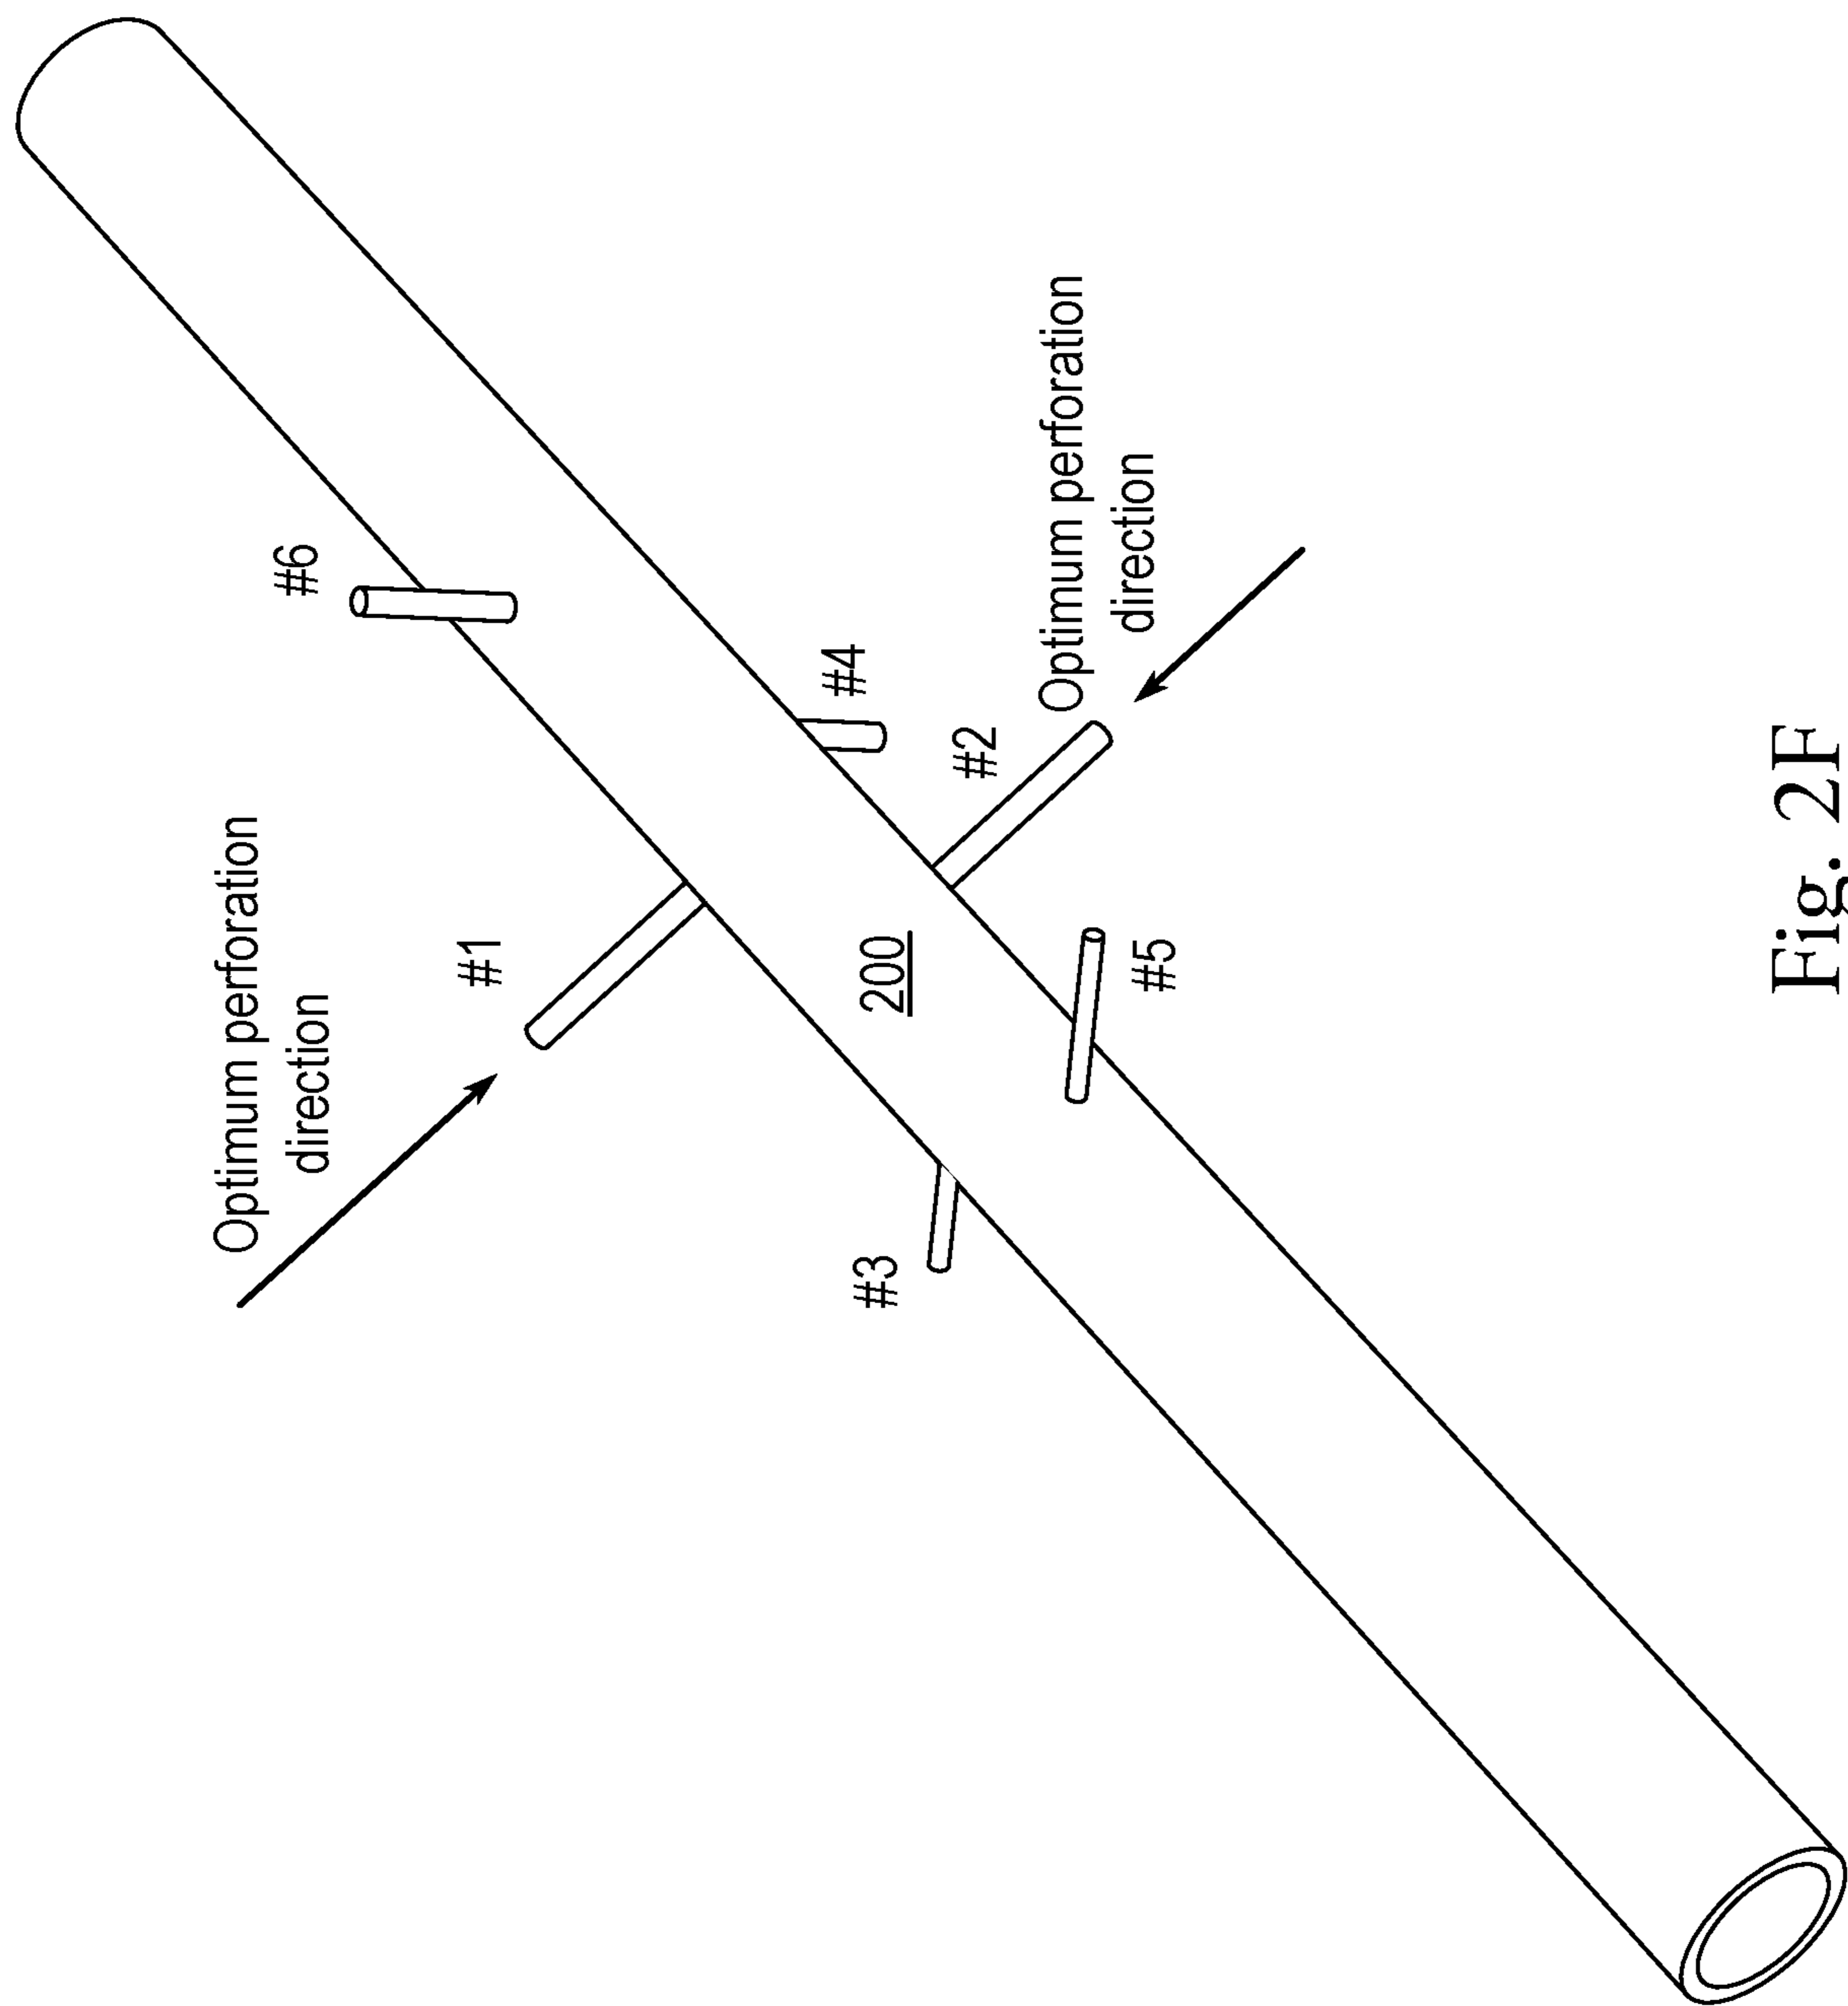 Optimum perforation
direction
#1
#6
#3
200
#4
#2
#5
Optimum perforation
direction
Fig. 2F